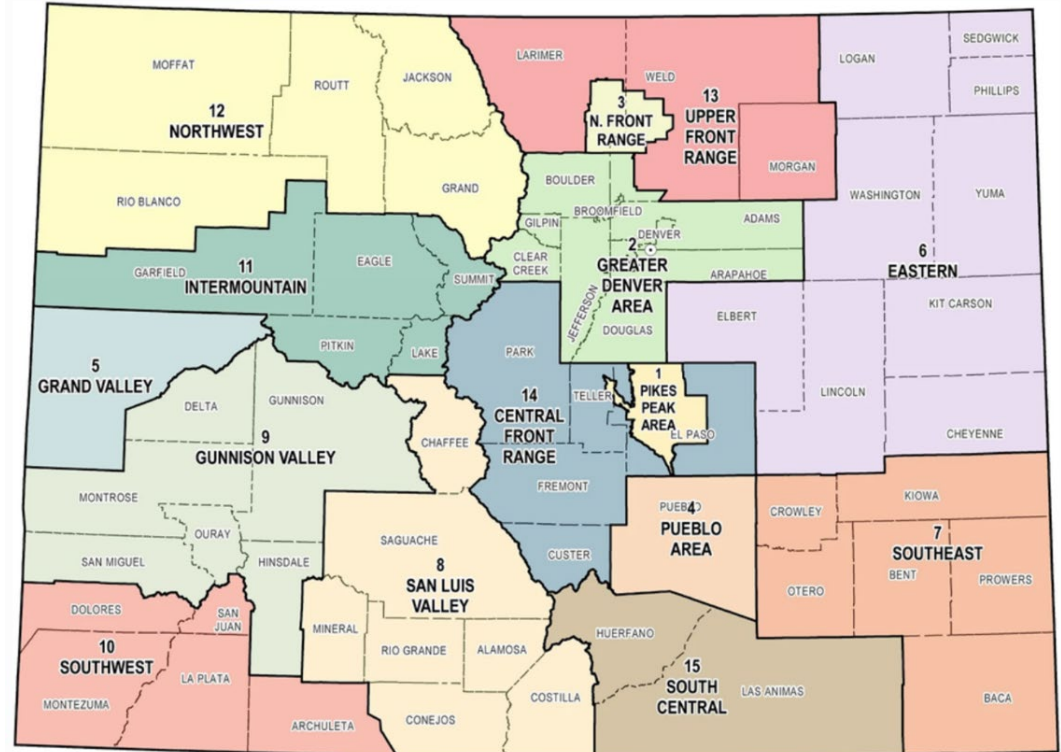 MOFFAT
ROUTT
JACKSON
12
NORTHWEST
RIO BLANCO
GRAND
LARIMER
WELD
3
N. FRONT
RANGE
13
UPPER
FRONT
RANGE
MORGAN
LOGAN
SEDGWICK
PHILLIPS
WASHINGTON
YUMA
6
EASTERN
KIT CARSON
ELBERT
LINCOLN
CHEYENNE
BOULDER
BROOMFIELD
ADAMS
GILPIN
DENVER
CLEAR
CREEK
2
GREATER
DENVER
AREA
ARAPAHOE
JEFFERSON
DOUGLAS
GARFIELD
11
INTERMOUNTAIN
EAGLE
SUMMIT
PITKIN
LAKE
5
GRAND VALLEY
DELTA
GUNNISON
9
GUNNISON VALLEY
MONTROSE
OURAY
SAN MIGUEL
HINSDALE
PARK
TELLER
14
CENTRAL
FRONT
RANGE
FREMONT
CUSTER
1
PIKES
PEAK
AREA
EL PASO
CHAFFEE
SAGUACHE
8
SAN LUIS
VALLEY
MINERAL
RIO GRANDE
ALAMOSA
CONEJOS
COSTILLA
PUEBLO
4
PUEBLO
AREA
CROWLEY
KIOWA
7
SOUTHEAST
OTERO
BENT
PROWERS
BACA
DOLORES
SAN
JUAN
10
SOUTHWEST
LA PLATA
MONTEZUMA
ARCHULETA
HUERFANO
15
SOUTH
CENTRAL
LAS ANIMAS